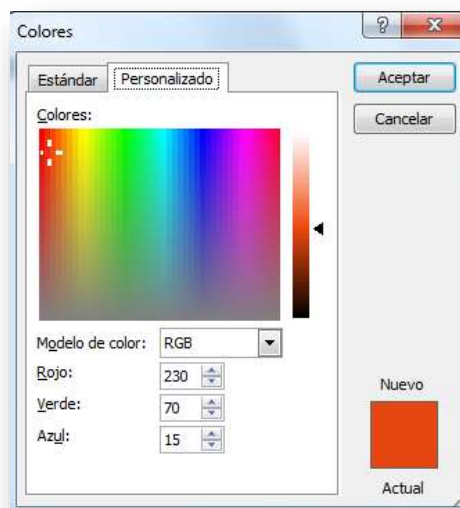 Colores
Estándar
Personalizado
Aceptar
Cancelar
Colores:
Modelo de color:
RGB
Rojo:
230
Verde:
70
Azul:
15
Nuevo
Actual